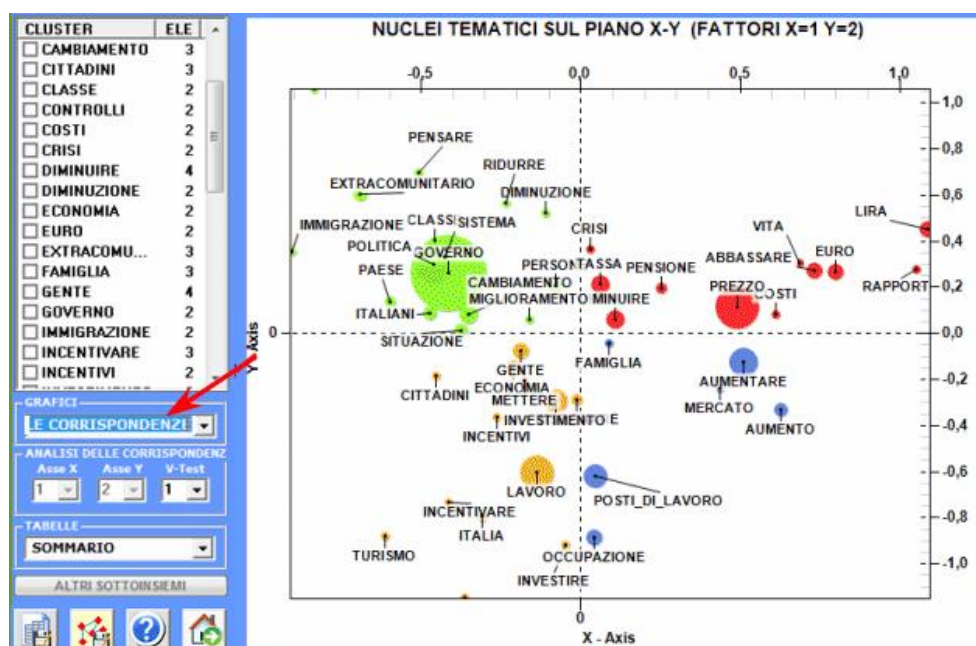 CLUSTER ELE
CAMBIAMENTO 3
CITTADINI 3
CLASSE 2
CONTROLLI 2
COSTI 2
CRISI 2
DIMINUIRE 4
DIMINUZIONE 2
ECONOMIA 2
EURO 2
EXTRACOMU... 3
FAMIGLIA 3
GENTE 4
GOVERNO 2
IMMIGRAZIONE 2
INCENTIVARE 3
INCENTIVI 2
GRAFICI
LE CORRISPONDENZE
ANALISI DELLE CORRISPONDENZ
Asse X Asse Y V-Test
1 2 1
TABELLE
SOMMARIO
ALTRI SOTTOINSIEMI
NUCLEI TEMATICI SUL PIANO X-Y (FATTORI X=1 Y=2)
-0,5 0,0 0,5 1,0
1,0
0,8
PENSARE
RIDURRE
EXTRACOMUNITARIO
DIMINUZIONE
0,6
LIRA
IMMIGRAZIONE CLASSI SISTEMA
CRISI
VITA
0,4
POLITICA
GOVERNO
ABBASSARE EURO
PAESE
PERSONE TASSA PENSIONE
0,2
CAMBIAMENTO
PREZZO
RAPPORT
ITALIANI
MIGLIORAMENTO MINUIRE
COSTI
SITUAZIONE
0
0,0
Y - Axis
GENTE
FAMIGLIA
CITTADINI
ECONOMIA
METTERE
AUMENTARE
-0,2
MERCATO
INCENTIVI
INVESTIMENTO E
AUMENTO
-0,4
-0,6
LAVORO
POSTI_DI_LAVORO
INCENTIVARE
ITALIA
-0,8
TURISMO
OCCUPAZIONE
INVESTIRE
-1,0
0
X - Axis